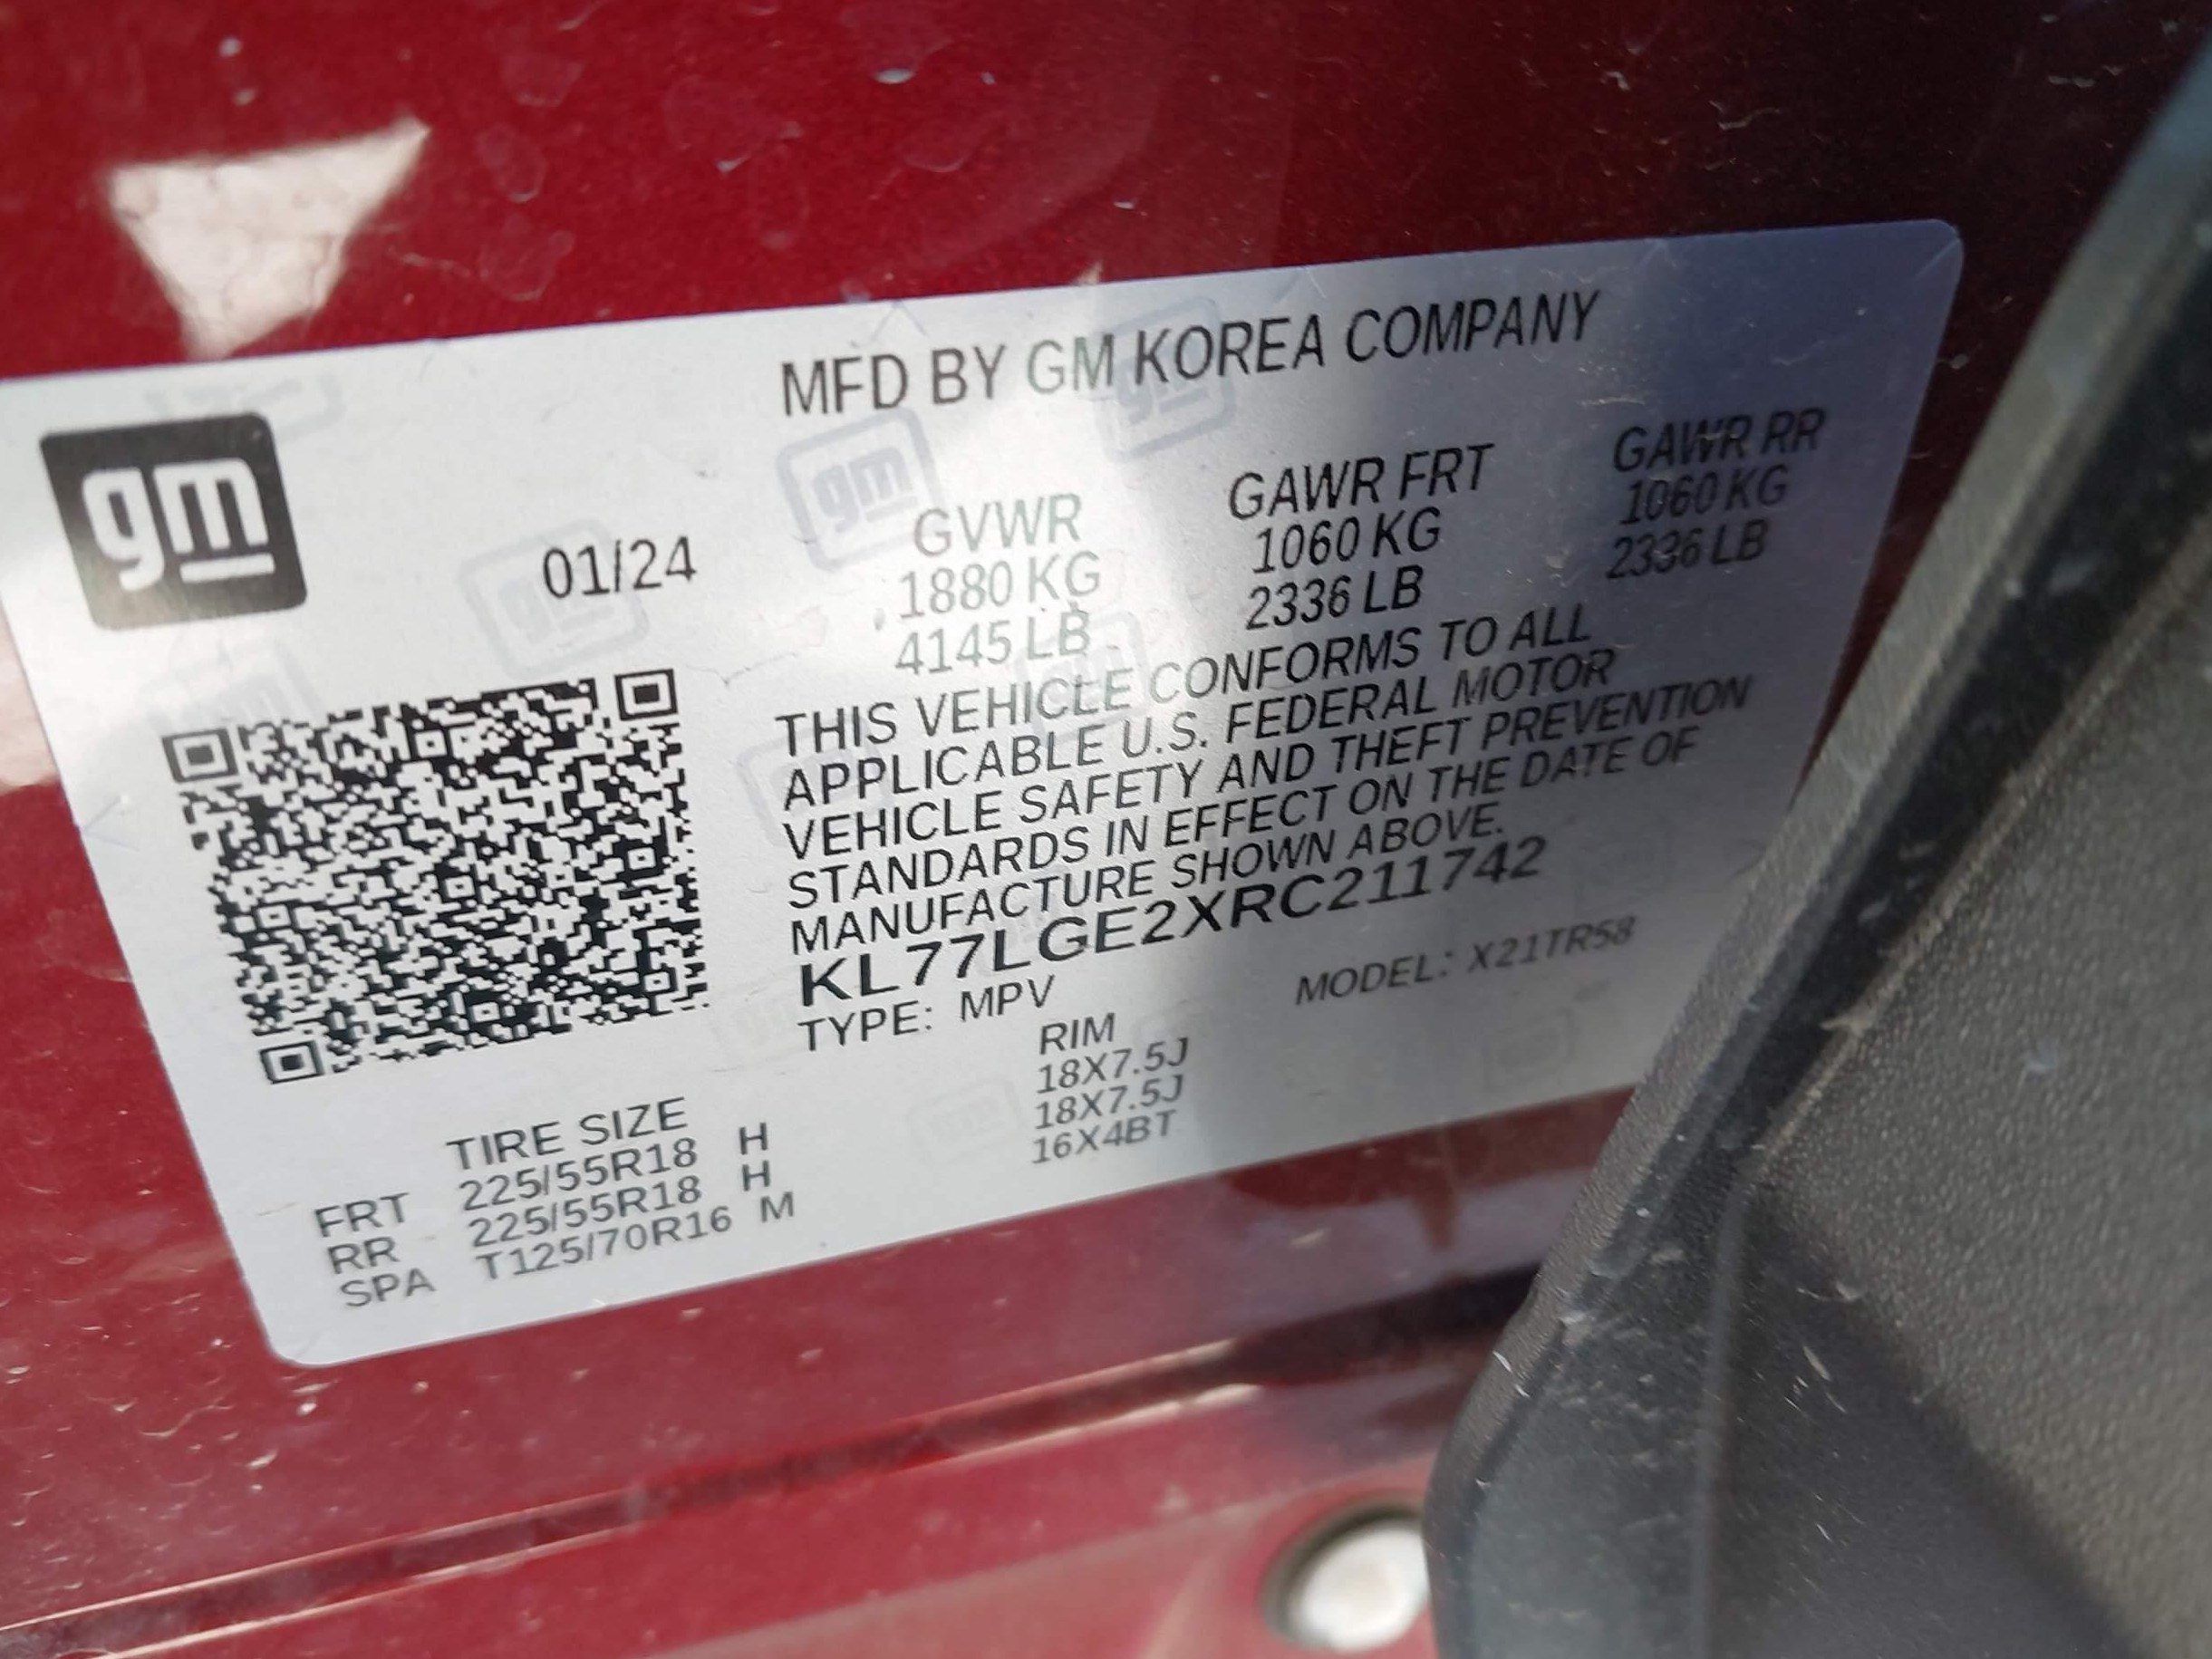 MFD BY GM KOREA COMPANY
gm
01/24
GVWR GAWR FRT GAWR RR
1880 KG 1060 KG 1060 KG
4145 LB 2336 LB 2336 LB
THIS VEHICLE CONFORMS TO ALL
APPLICABLE U.S. FEDERAL MOTOR
VEHICLE SAFETY AND THEFT PREVENTION
STANDARDS IN EFFECT ON THE DATE OF
MANUFACTURE SHOWN ABOVE.
KL77LGE2XRC211742
TYPE: MPV MODEL: X21TR58
TIRE SIZE RIM
FRT 225/55R18 H 18X7.5J
RR 225/55R18 H 18X7.5J
SPA T125/70R16 M 16X4BT